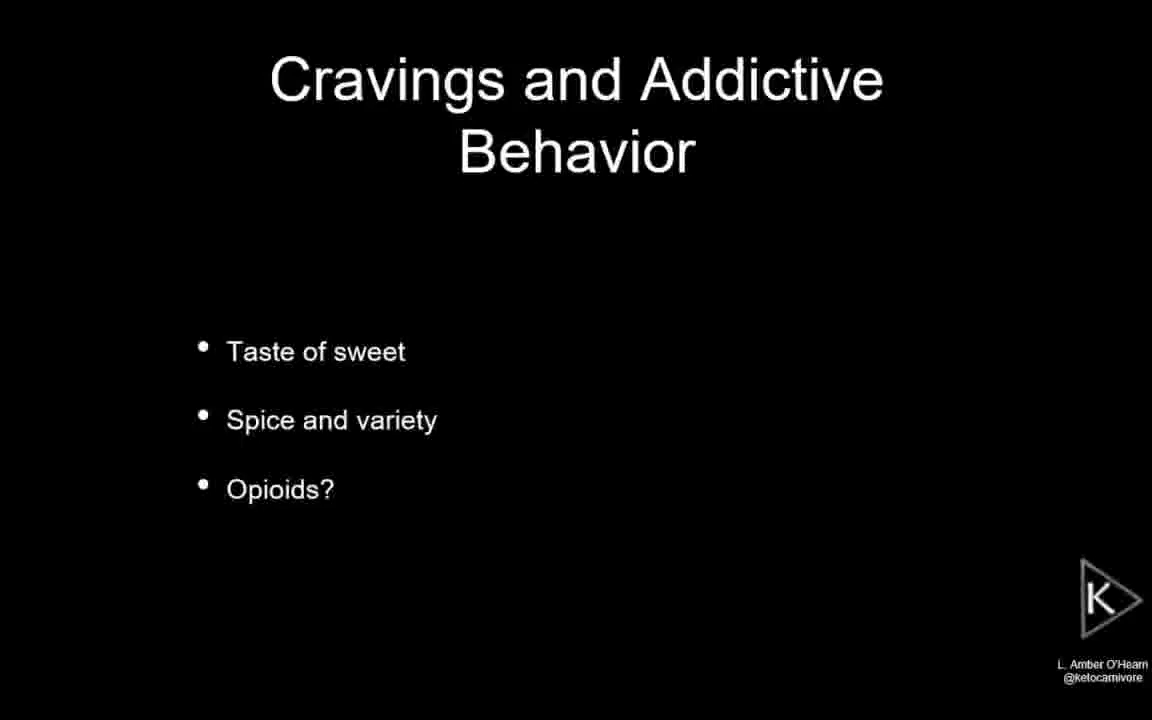 Cravings and Addictive
Behavior
• Taste of sweet
• Spice and variety
• Opioids?
K
L. Amber O'Hearn
@ketocarnivore